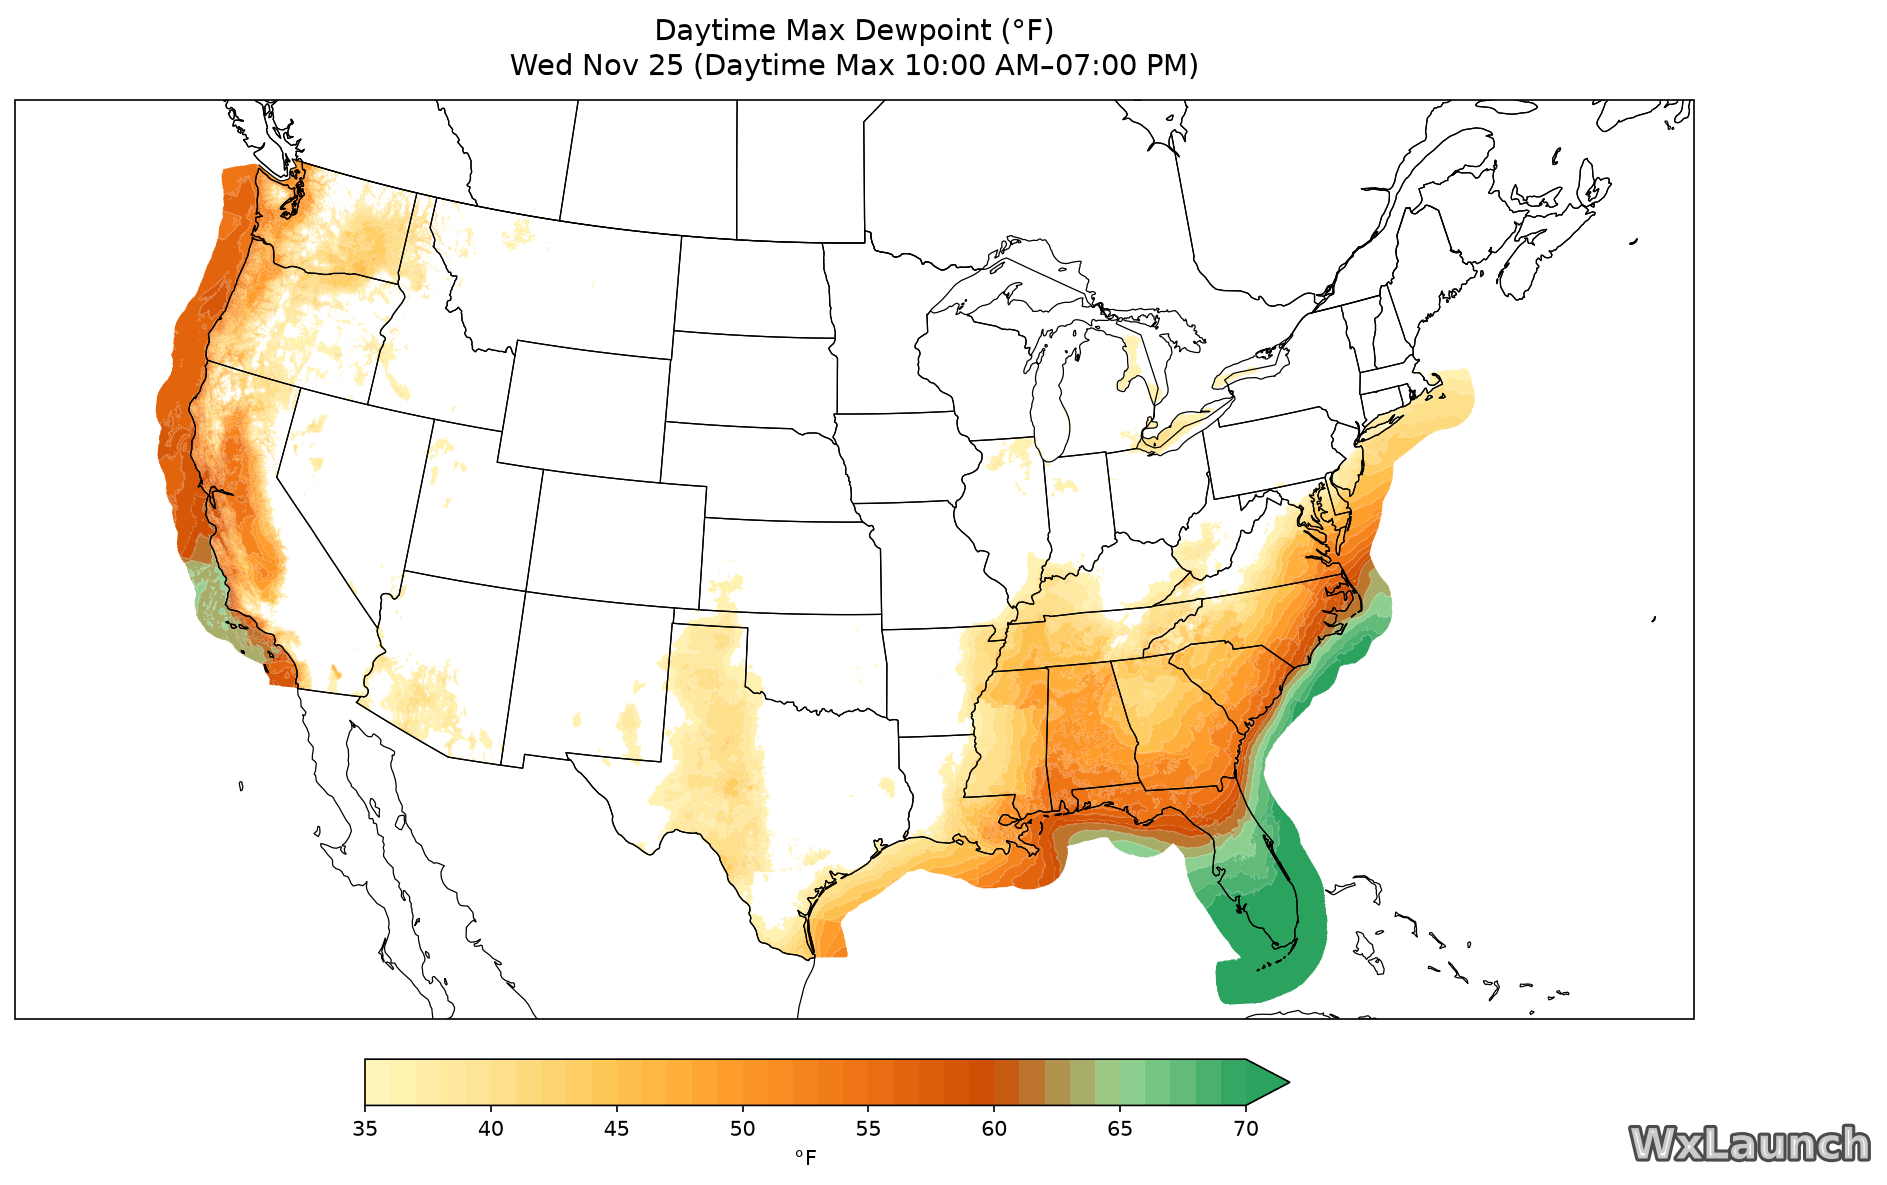 Daytime Max Dewpoint (°F)
Wed Nov 25 (Daytime Max 10:00 AM–07:00 PM)
35 40 45 50 55 60 65 70
°F
WxLaunch